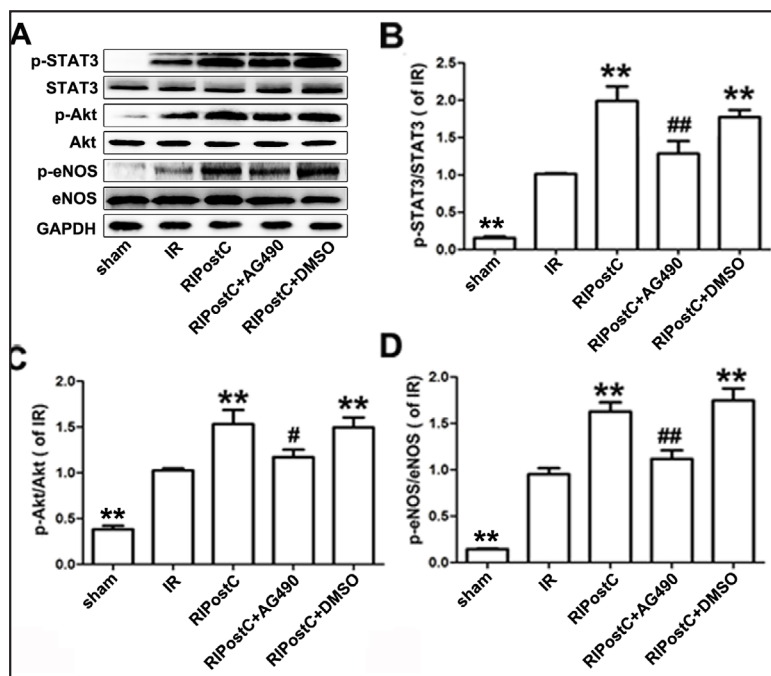 A
p-STAT3
STAT3
p-Akt
Akt
p-eNOS
eNOS
GAPDH
sham
IR
RIPostC
RIPostC+AG490
RIPostC+DMSO
B
p-STAT3/STAT3 ( of IR)
2.5
2.0
1.5
1.0
0.5
0.0
**
**
##
**
sham
IR
RIPostC
RIPostC+AG490
RIPostC+DMSO
C
p-Akt/Akt ( of IR)
2.0
1.5
1.0
0.5
0.0
**
**
#
**
sham
IR
RIPostC
RIPostC+AG490
RIPostC+DMSO
D
p-eNOS/eNOS ( of IR)
2.0
1.5
1.0
0.5
0.0
**
**
##
**
sham
IR
RIPostC
RIPostC+AG490
RIPostC+DMSO